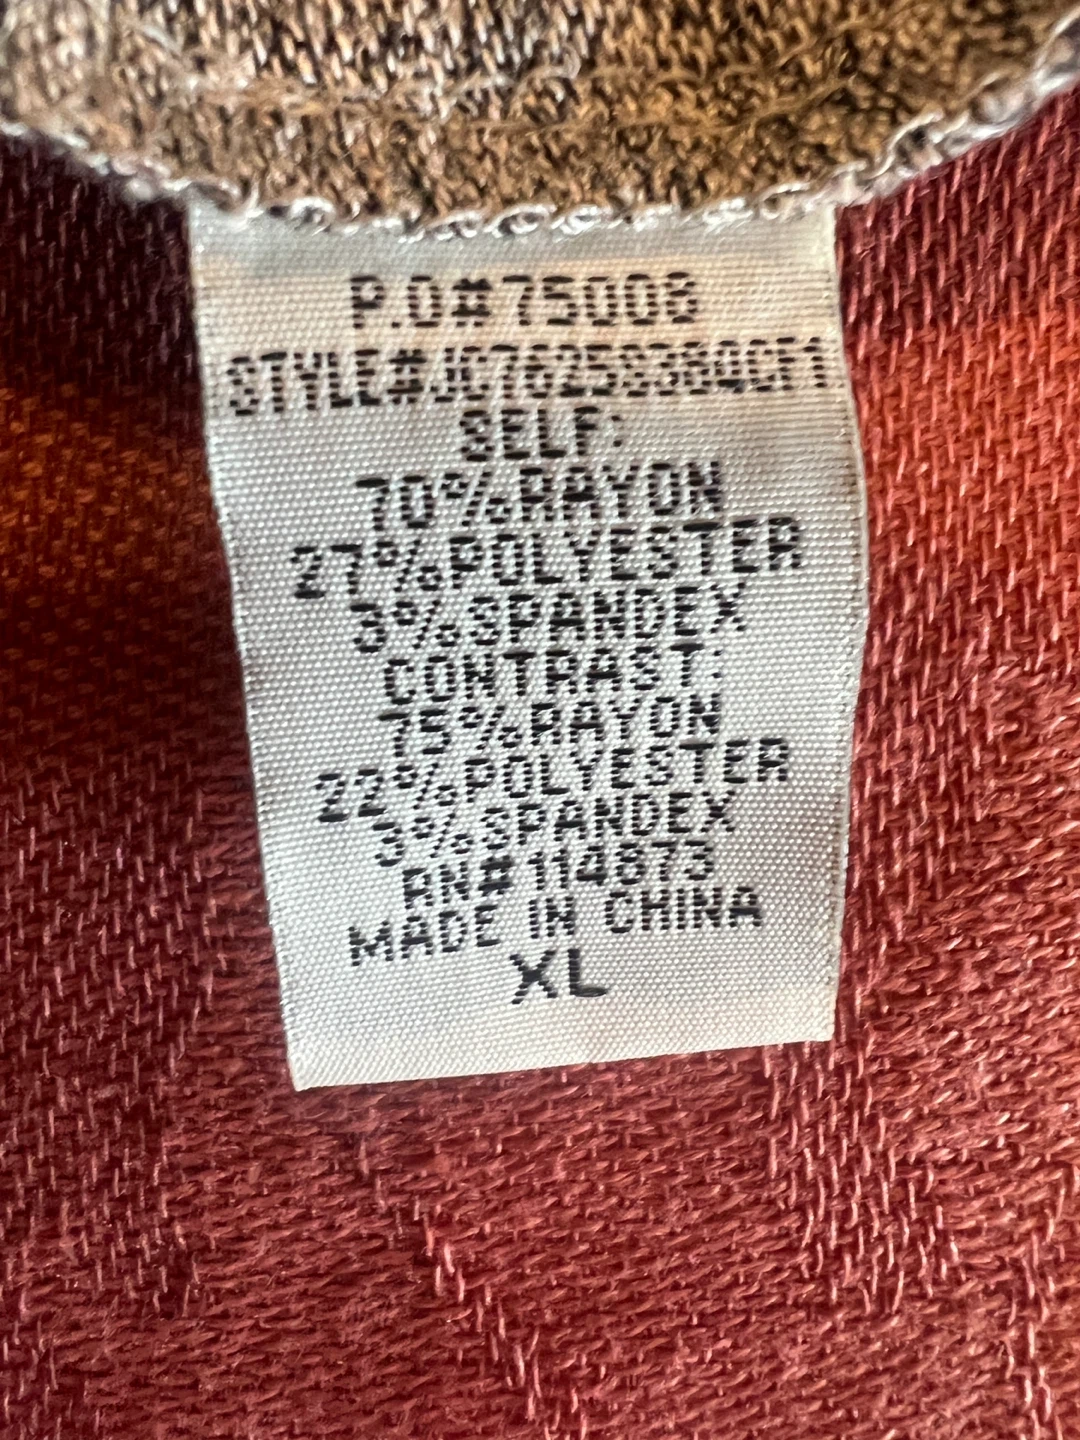 P.O#75008
STYLE#JC7625S384QCF1
SELF:
70%RAYON
27%POLYESTER
3%SPANDEX
CONTRAST:
75%RAYON
22%POLYESTER
3%SPANDEX
RN#114873
MADE IN CHINA
XL